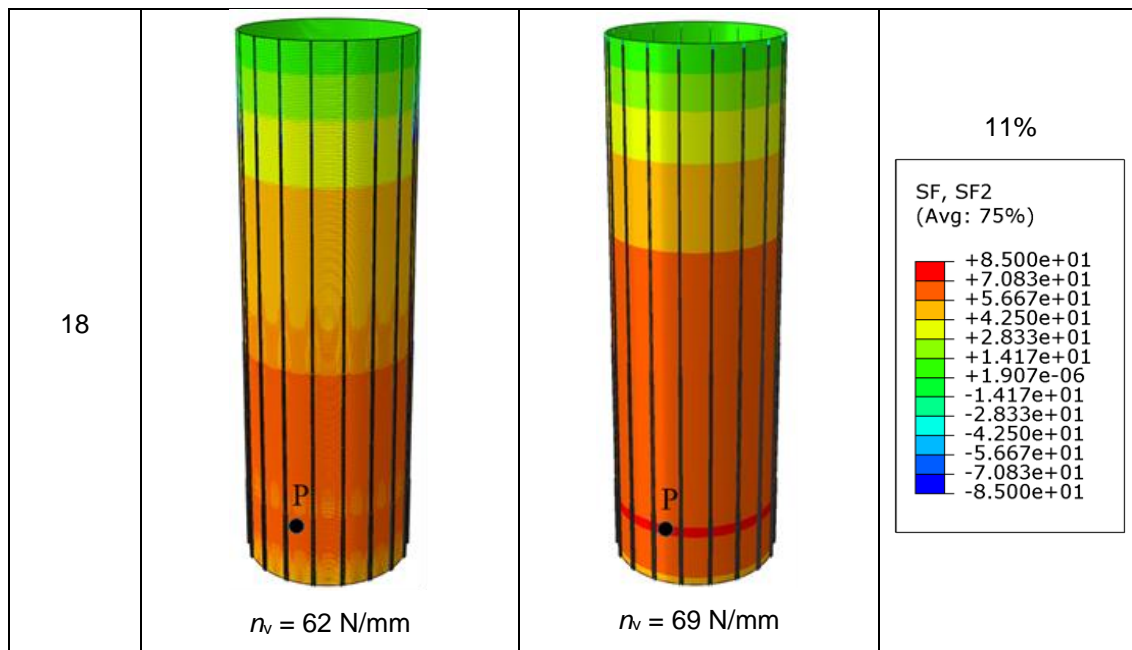 18
P
n_v = 62 N/mm
P
n_v = 69 N/mm
11%
SF, SF2
(Avg: 75%)
+8.500e+01
+7.083e+01
+5.667e+01
+4.250e+01
+2.833e+01
+1.417e+01
+1.907e-06
-1.417e+01
-2.833e+01
-4.250e+01
-5.667e+01
-7.083e+01
-8.500e+01